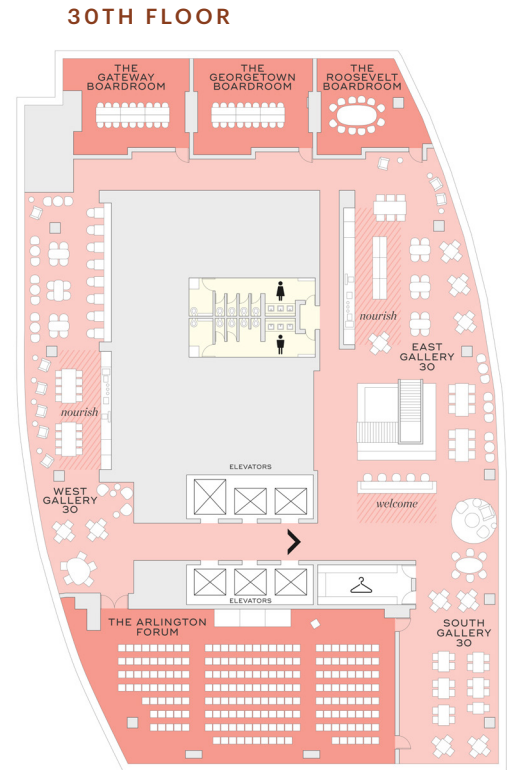 30TH FLOOR
THE
GATEWAY
BOARDROOM
THE
GEORGETOWN
BOARDROOM
THE
ROOSEVELT
BOARDROOM
nourish
EAST
GALLERY
30
nourish
WEST
GALLERY
30
ELEVATORS
welcome
ELEVATORS
THE ARLINGTON
FORUM
SOUTH
GALLERY
30